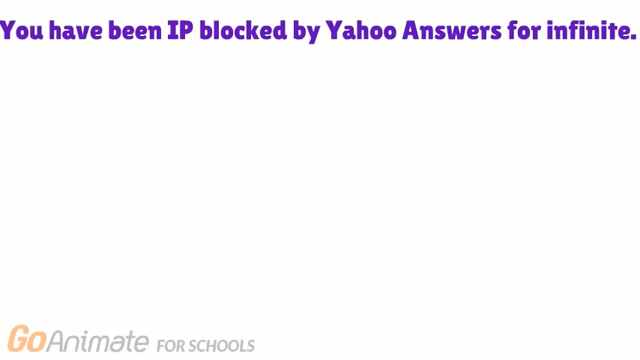 You have been IP blocked by Yahoo Answers for infinite.
GoAnimate FOR SCHOOLS